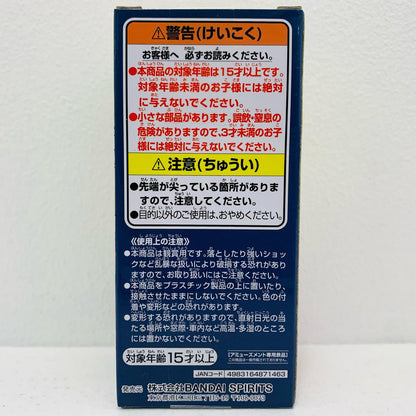 ⚠警告(けいこく)
お客様へ 必ずお読みください。
●本商品の対象年齢は15才以上です。
対象年齢未満のお子様には絶対
に与えないでください。
●小さな部品があります。誤飲・窒息の
危険がありますので、3才未満のお子
様には絶対に与えないでください。
⚠注意(ちゅうい)
●先端が尖っている箇所があり
ますので、注意してください。
●目的以外のご使用は、おやめください。
《使用上の注意》
●本商品は観賞用です。落としたり強いショッ
クなど乱暴な扱いにより破損する恐れがありま
すので、お取り扱いにはご注意ください。
●本商品をプラスチック製品の上に置いたり、
接触させたままにしないでください。色の付
着や変形などの恐れがあります。
●変形する恐れがありますので、直射日光の当
たる場所や窓際・車内など高温・多湿のところ
には置かないでください。
対象年齢15才以上
【アミューズメント専用景品】
JANコード 4983164871463
発売元 株式会社BANDAI SPIRITS